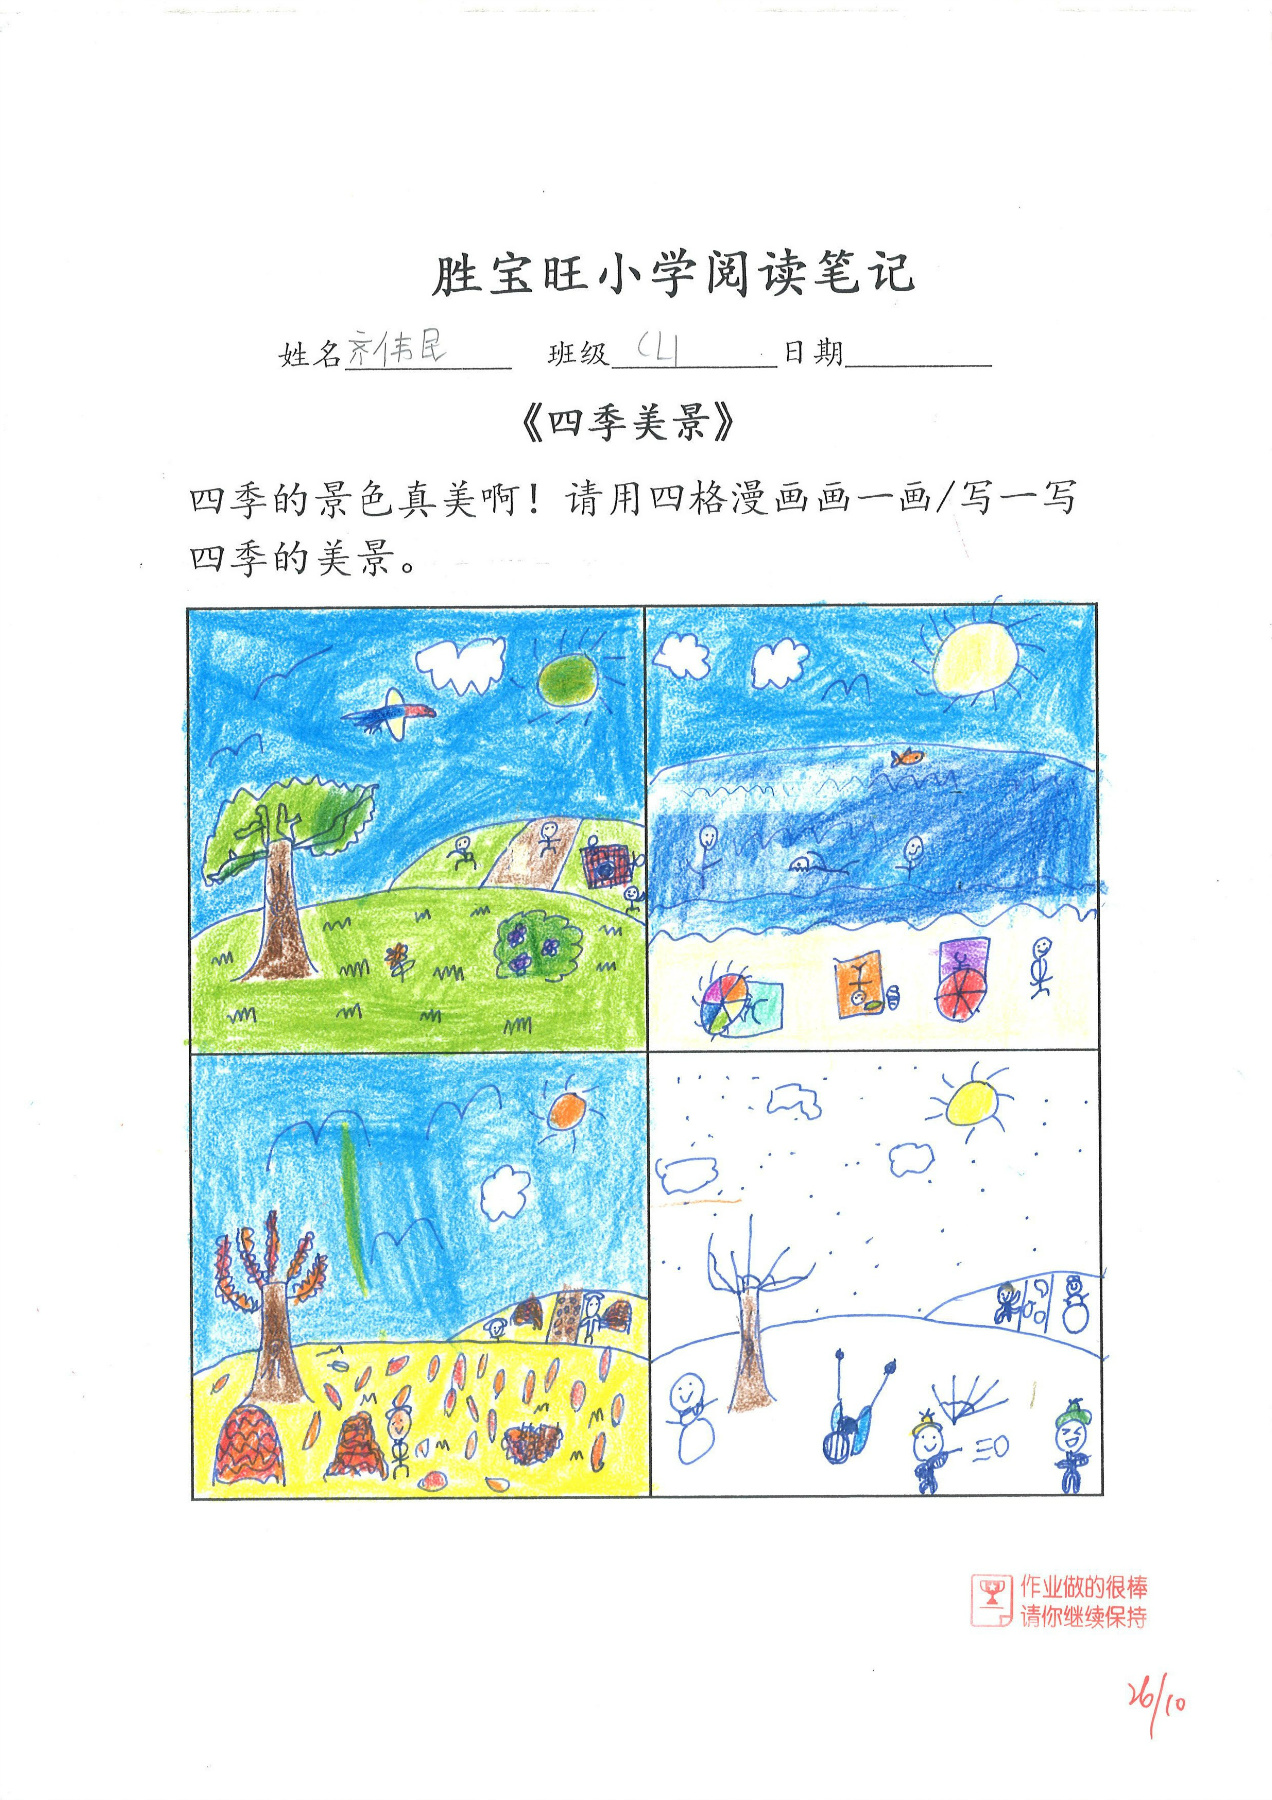 胜宝旺小学阅读笔记
姓名齐伟民 班级 日期
《四季美景》
四季的景色真美啊！请用四格漫画画一画/写一写
四季的美景。
作业做的很棒
请你继续保持
26/10